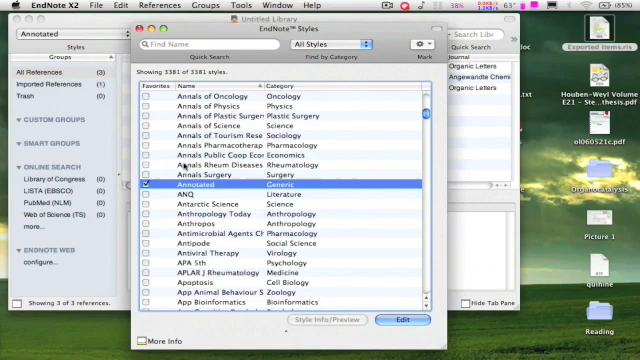 EndNote X2 File Edit References Groups Tools Window Help 38% (85%)
Untitled Library
EndNote™ Styles
Annotated
Find Name
All Styles
Search Libr
Styles
Quick Search
Find by Category
Mark
Quick Search
Groups
Showing 3381 of 3381 styles.
Journal
All References (3)
Imported References (2)
Trash
CUSTOM GROUPS
SMART GROUPS
ONLINE SEARCH
Library of Congress
LISTA (EBSCO)
PubMed (NLM)
Web of Science (TS)
more...
ENDNOTE WEB
configure...
Showing 3 of 3 references.
Favorites Name Category
Annals of Oncology Oncology
Annals of Physics Physics
Annals of Plastic Surger Plastic Surgery
Annals of Science Science
Annals of Tourism Rese Sociology
Annals Pharmacotherap Pharmacology
Annals Public Coop Econ Economics
Annals Rheum Diseases Rheumatology
Annals Surgery Surgery
Annotated Generic
ANQ Literature
Antarctic Science Science
Anthropology Today Anthropology
Anthropos Anthropology
Antimicrobial Agents Ch Pharmacology
Antipode Social Science
Antiviral Therapy Virology
APA 5th Psychology
APLAR J Rheumatology Medicine
Apoptosis Cell Biology
App Animal Behaviour S Zoology
App Bioinformatics Bioinformatics
Style Info/Preview
Edit
More Info
Organic Letters
Angewandte Chemi
Organic Letters
Hide Tab Pane
Exported Items.ris
Houben-Weyl Volume
E21 - Ste...thesis.pdf
ol060521c.pdf
Organocatalysis
Picture 1
quinine
Reading